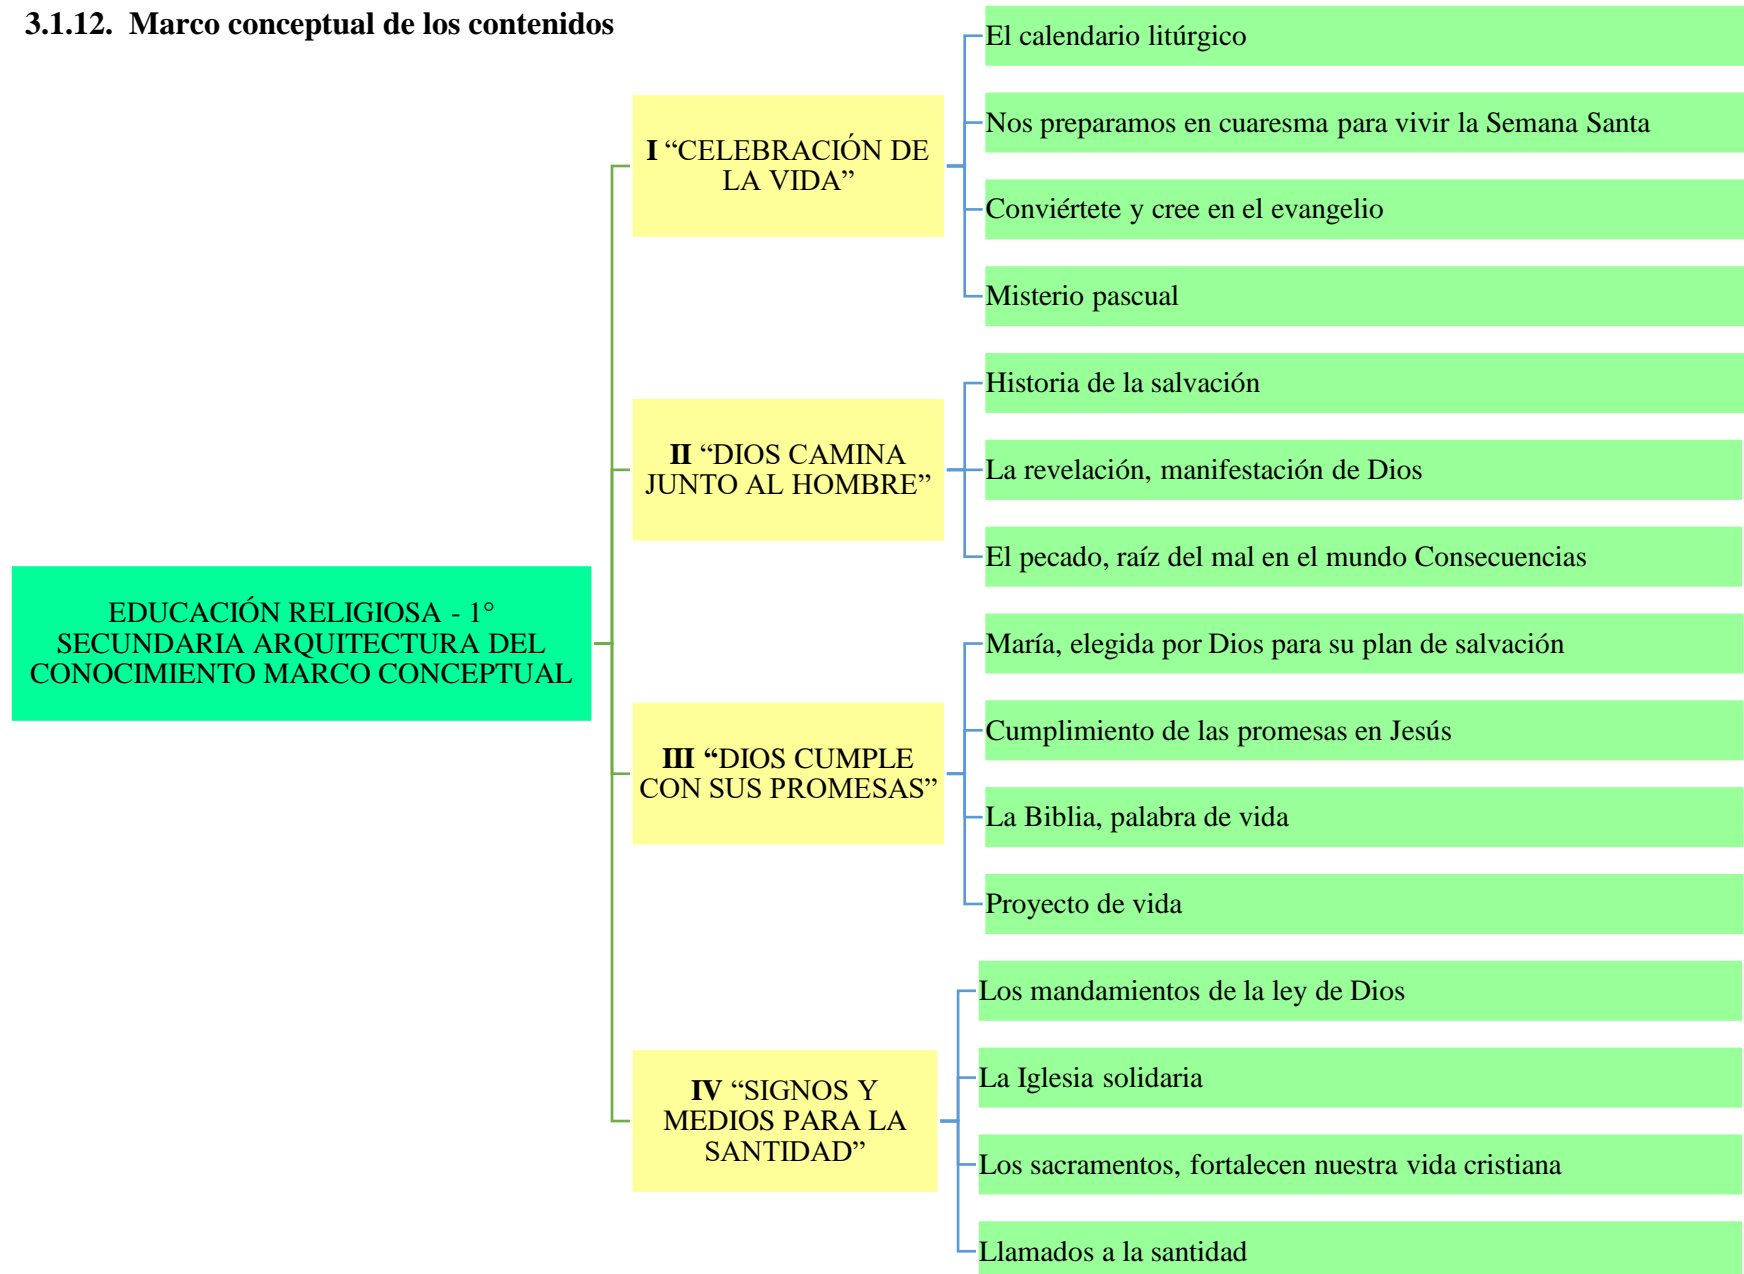 3.1.12. Marco conceptual de los contenidos
EDUCACIÓN RELIGIOSA - 1°
SECUNDARIA ARQUITECTURA DEL
CONOCIMIENTO MARCO CONCEPTUAL
I “CELEBRACIÓN DE
LA VIDA”
El calendario litúrgico
Nos preparamos en cuaresma para vivir la Semana Santa
Conviértete y cree en el evangelio
Misterio pascual
II “DIOS CAMINA
JUNTO AL HOMBRE”
Historia de la salvación
La revelación, manifestación de Dios
El pecado, raíz del mal en el mundo Consecuencias
III “DIOS CUMPLE
CON SUS PROMESAS”
María, elegida por Dios para su plan de salvación
Cumplimiento de las promesas en Jesús
La Biblia, palabra de vida
Proyecto de vida
IV “SIGNOS Y
MEDIOS PARA LA
SANTIDAD”
Los mandamientos de la ley de Dios
La Iglesia solidaria
Los sacramentos, fortalecen nuestra vida cristiana
Llamados a la santidad